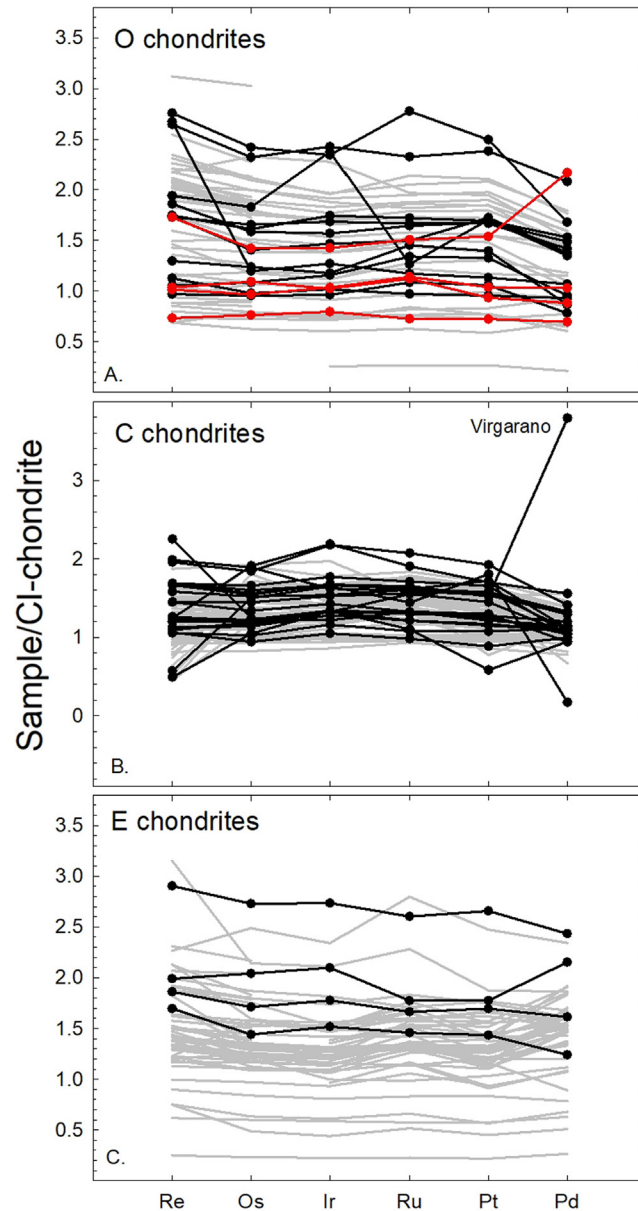 3.5
O chondrites
3.0
2.5
2.0
1.5
1.0
0.5
A.
C chondrites
Virgarano
3
2
1
0
B.
Sample/CI-chondrite
3.5
E chondrites
3.0
2.5
2.0
1.5
1.0
0.5
C.
Re Os Ir Ru Pt Pd